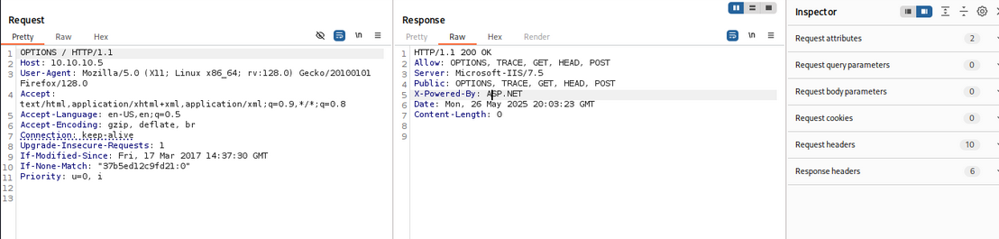 Request
Pretty Raw Hex
\n
1 OPTIONS / HTTP/1.1
2 Host: 10.10.10.5
3 User-Agent: Mozilla/5.0 (X11; Linux x86_64; rv:128.0) Gecko/20100101
Firefox/128.0
4 Accept:
text/html,application/xhtml+xml,application/xml;q=0.9,*/*;q=0.8
5 Accept-Language: en-US,en;q=0.5
6 Accept-Encoding: gzip, deflate, br
7 Connection: keep-alive
8 Upgrade-Insecure-Requests: 1
9 If-Modified-Since: Fri, 17 Mar 2017 14:37:30 GMT
10 If-None-Match: "37b5ed12c9fd21:0"
11 Priority: u=0, i
12
13
Response
Pretty Raw Hex Render
\n
1 HTTP/1.1 200 OK
2 Allow: OPTIONS, TRACE, GET, HEAD, POST
3 Server: Microsoft-IIS/7.5
4 Public: OPTIONS, TRACE, GET, HEAD, POST
5 X-Powered-By: ASP.NET
6 Date: Mon, 26 May 2025 20:03:23 GMT
7 Content-Length: 0
8
9
Inspector
Request attributes 2
Request query parameters 0
Request body parameters 0
Request cookies 0
Request headers 10
Response headers 6